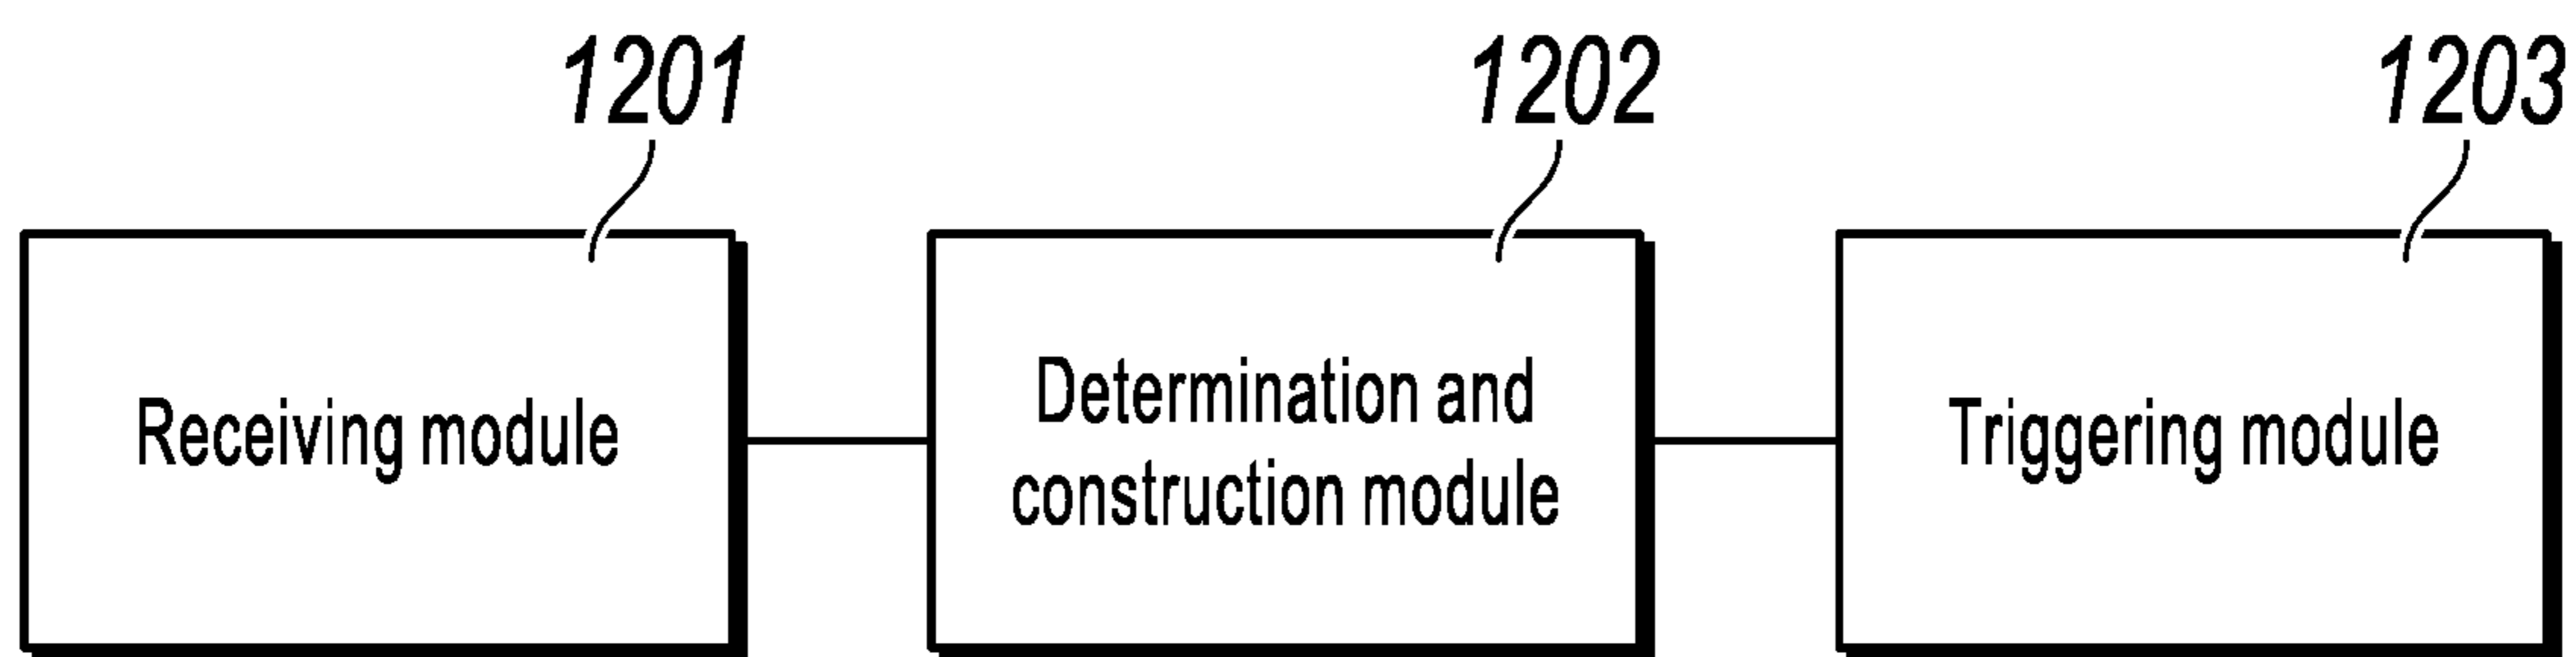 1201
1202
1203
Receiving module
Determination and
construction module
Triggering module